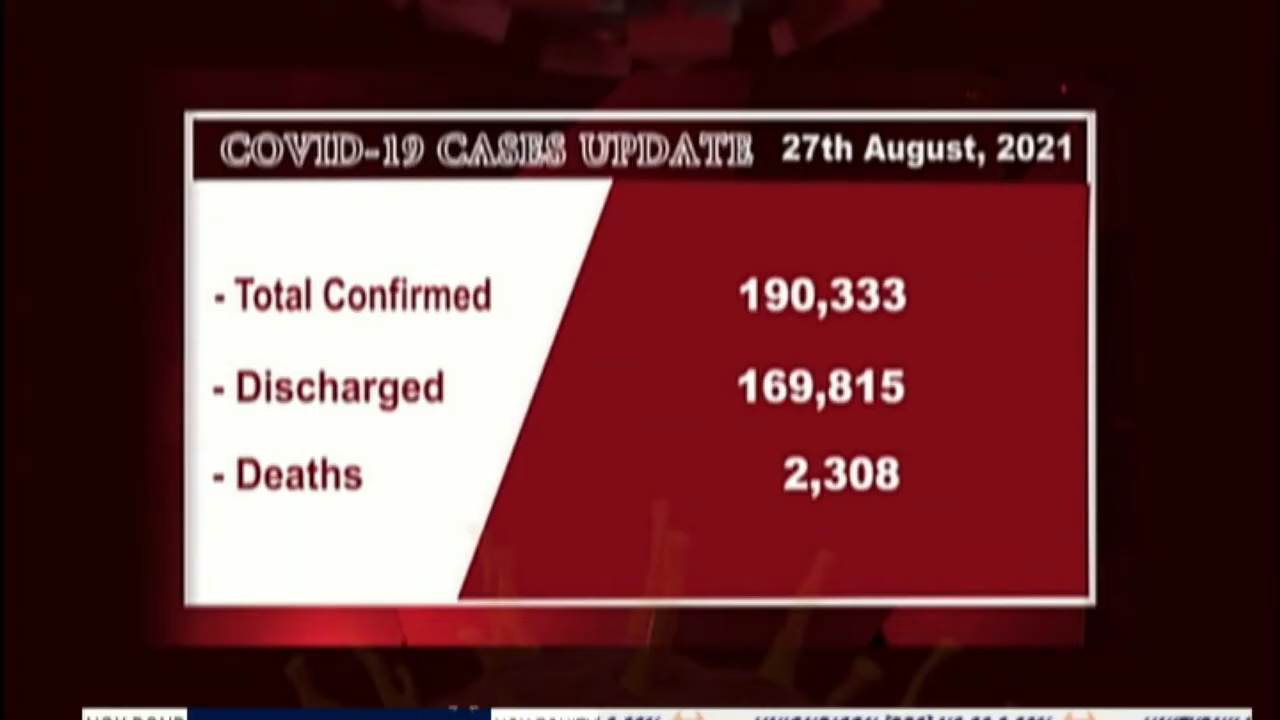 COVID-19 CASES UPDATE 27th August, 2021
- Total Confirmed 190,333
- Discharged 169,815
- Deaths 2,308